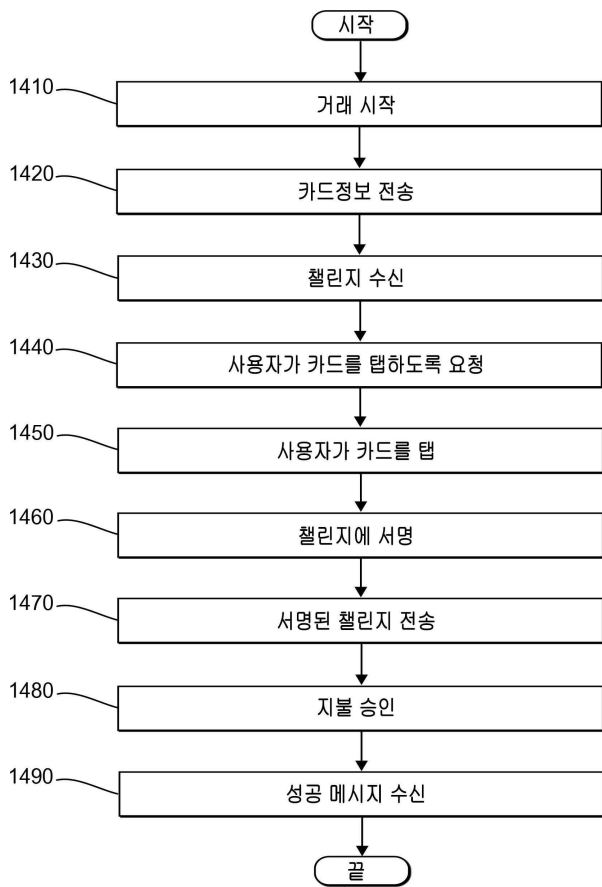 시작
1410
거래 시작
1420
카드정보 전송
1430
챌린지 수신
1440
사용자가 카드를 탭하도록 요청
1450
사용자가 카드를 탭
1460
챌린지에 서명
1470
서명된 챌린지 전송
1480
지불 승인
1490
성공 메시지 수신
끝